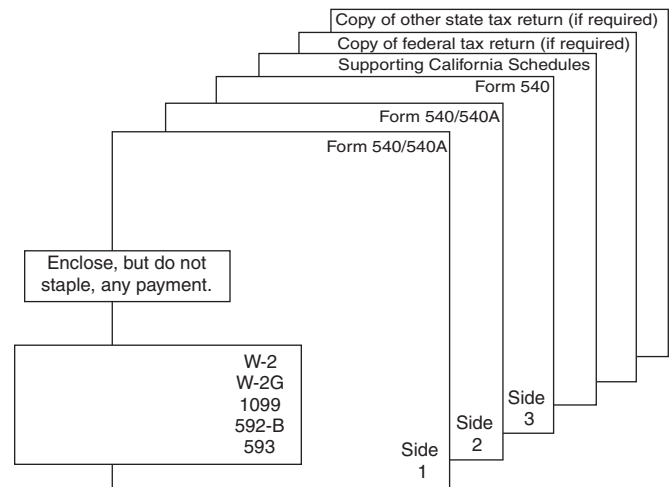 Copy of other state tax return (if required)
Copy of federal tax return (if required)
Supporting California Schedules
Form 540
Form 540/540A
Form 540/540A
Enclose, but do not
staple, any payment.
W-2
W-2G
1099
592-B
593
Side
1
Side
2
Side
3